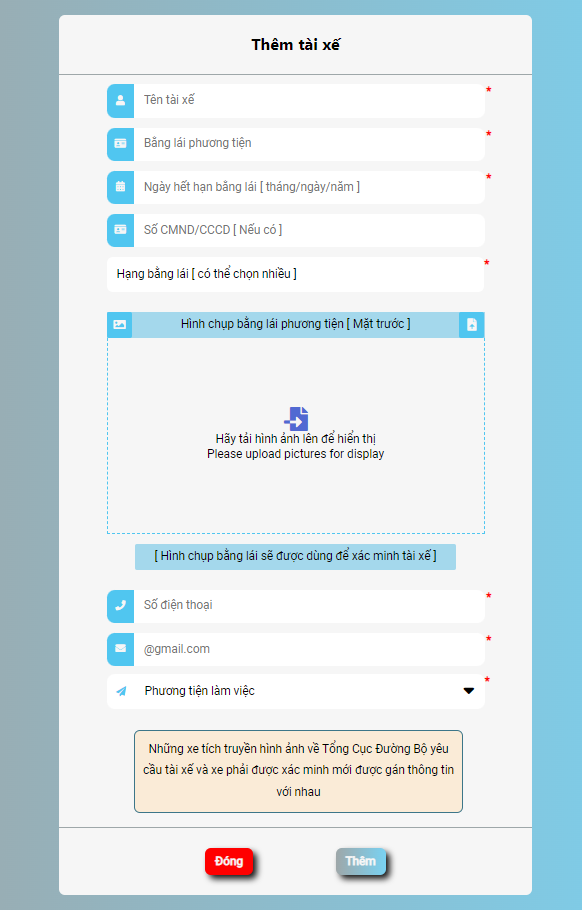 Thêm tài xế
Tên tài xế
*
Bằng lái phương tiện
*
Ngày hết hạn bằng lái [ tháng/ngày/năm ]
*
Số CMND/CCCD [ Nếu có ]
Hạng bằng lái [ có thể chọn nhiều ]
*
Hình chụp bằng lái phương tiện [ Mặt trước ]
Hãy tải hình ảnh lên để hiển thị
Please upload pictures for display
[ Hình chụp bằng lái sẽ được dùng để xác minh tài xế ]
Số điện thoại
*
@gmail.com
*
Phương tiện làm việc
*
Những xe tích truyền hình ảnh về Tổng Cục Đường Bộ yêu
cầu tài xế và xe phải được xác minh mới được gán thông tin
với nhau
Đóng
Thêm